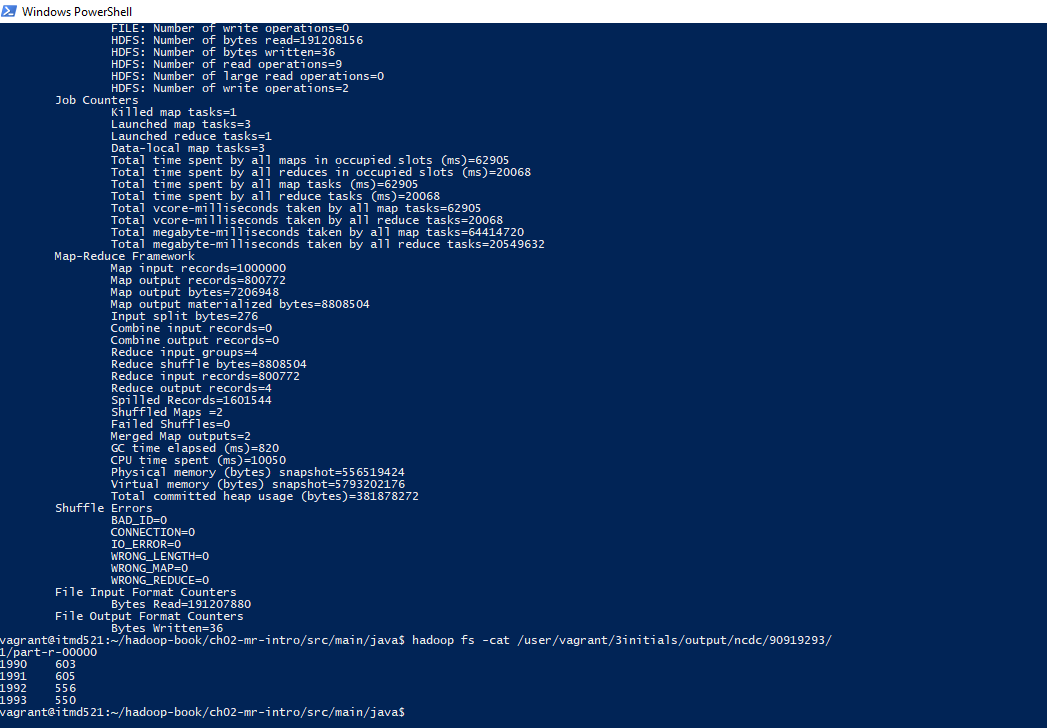 Windows PowerShell
FILE: Number of write operations=0
HDFS: Number of bytes read=191208156
HDFS: Number of bytes written=36
HDFS: Number of read operations=9
HDFS: Number of large read operations=0
HDFS: Number of write operations=2
Job Counters
Killed map tasks=1
Launched map tasks=3
Launched reduce tasks=1
Data-local map tasks=3
Total time spent by all maps in occupied slots (ms)=62905
Total time spent by all reduces in occupied slots (ms)=20068
Total time spent by all map tasks (ms)=62905
Total time spent by all reduce tasks (ms)=20068
Total vcore-milliseconds taken by all map tasks=62905
Total vcore-milliseconds taken by all reduce tasks=20068
Total megabyte-milliseconds taken by all map tasks=64414720
Total megabyte-milliseconds taken by all reduce tasks=20549632
Map-Reduce Framework
Map input records=1000000
Map output records=800772
Map output bytes=7206948
Map output materialized bytes=8808504
Input split bytes=276
Combine input records=0
Combine output records=0
Reduce input groups=4
Reduce shuffle bytes=8808504
Reduce input records=800772
Reduce output records=4
Spilled Records=1601544
Shuffled Maps =2
Failed Shuffles=0
Merged Map outputs=2
GC time elapsed (ms)=820
CPU time spent (ms)=10050
Physical memory (bytes) snapshot=556519424
Virtual memory (bytes) snapshot=5793202176
Total committed heap usage (bytes)=381878272
Shuffle Errors
BAD_ID=0
CONNECTION=0
IO_ERROR=0
WRONG_LENGTH=0
WRONG_MAP=0
WRONG_REDUCE=0
File Input Format Counters
Bytes Read=191207880
File Output Format Counters
Bytes Written=36
vagrant@itmd521:~/hadoop-book/ch02-mr-intro/src/main/java$ hadoop fs -cat /user/vagrant/3initials/output/ncdc/90919293/
1/part-r-00000
1990 603
1991 605
1992 556
1993 550
vagrant@itmd521:~/hadoop-book/ch02-mr-intro/src/main/java$